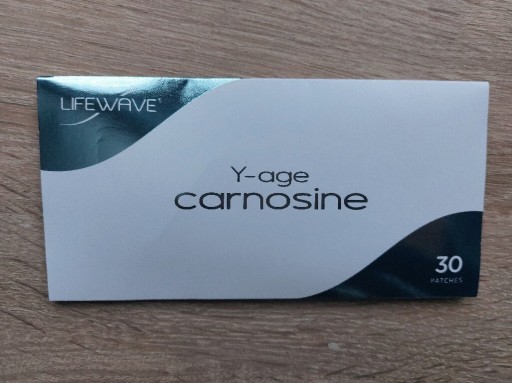 LIFEWAVE
Y-age
carnosine
30
PATCHES